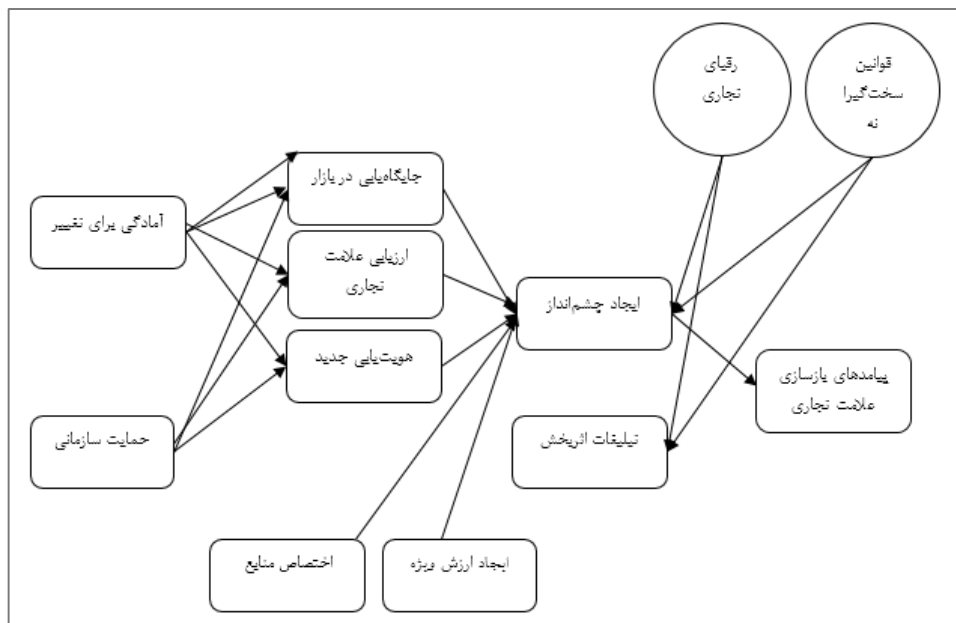 رقبای
تجاری
قوانین
سخت‌گیرا
نه
جایگاه‌یابی در بازار
آمادگی برای تغییر
ارزیابی علامت
تجاری
ایجاد چشم‌انداز
هویت‌یابی جدید
پیامدهای بازسازی
علامت تجاری
حمایت سازمانی
تبلیغات اثربخش
اختصاص منابع
ایجاد ارزش ویژه